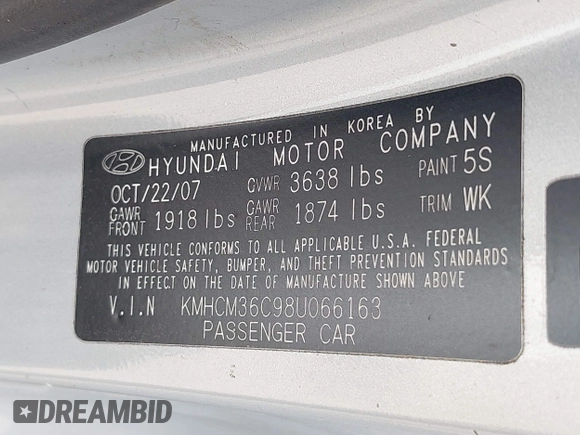 MANUFACTURED IN KOREA BY
HYUNDAI MOTOR COMPANY
OCT/22/07 GVWR 3638 lbs PAINT 5S
GAWR FRONT 1918 lbs GAWR REAR 1874 lbs TRIM WK
THIS VEHICLE CONFORMS TO ALL APPLICABLE U.S.A. FEDERAL
MOTOR VEHICLE SAFETY, BUMPER, AND THEFT PREVENTION STANDARDS
IN EFFECT ON THE DATE OF MANUFACTURE SHOWN ABOVE
V.I.N KMHCM36C98U066163
PASSENGER CAR
DREAMBID